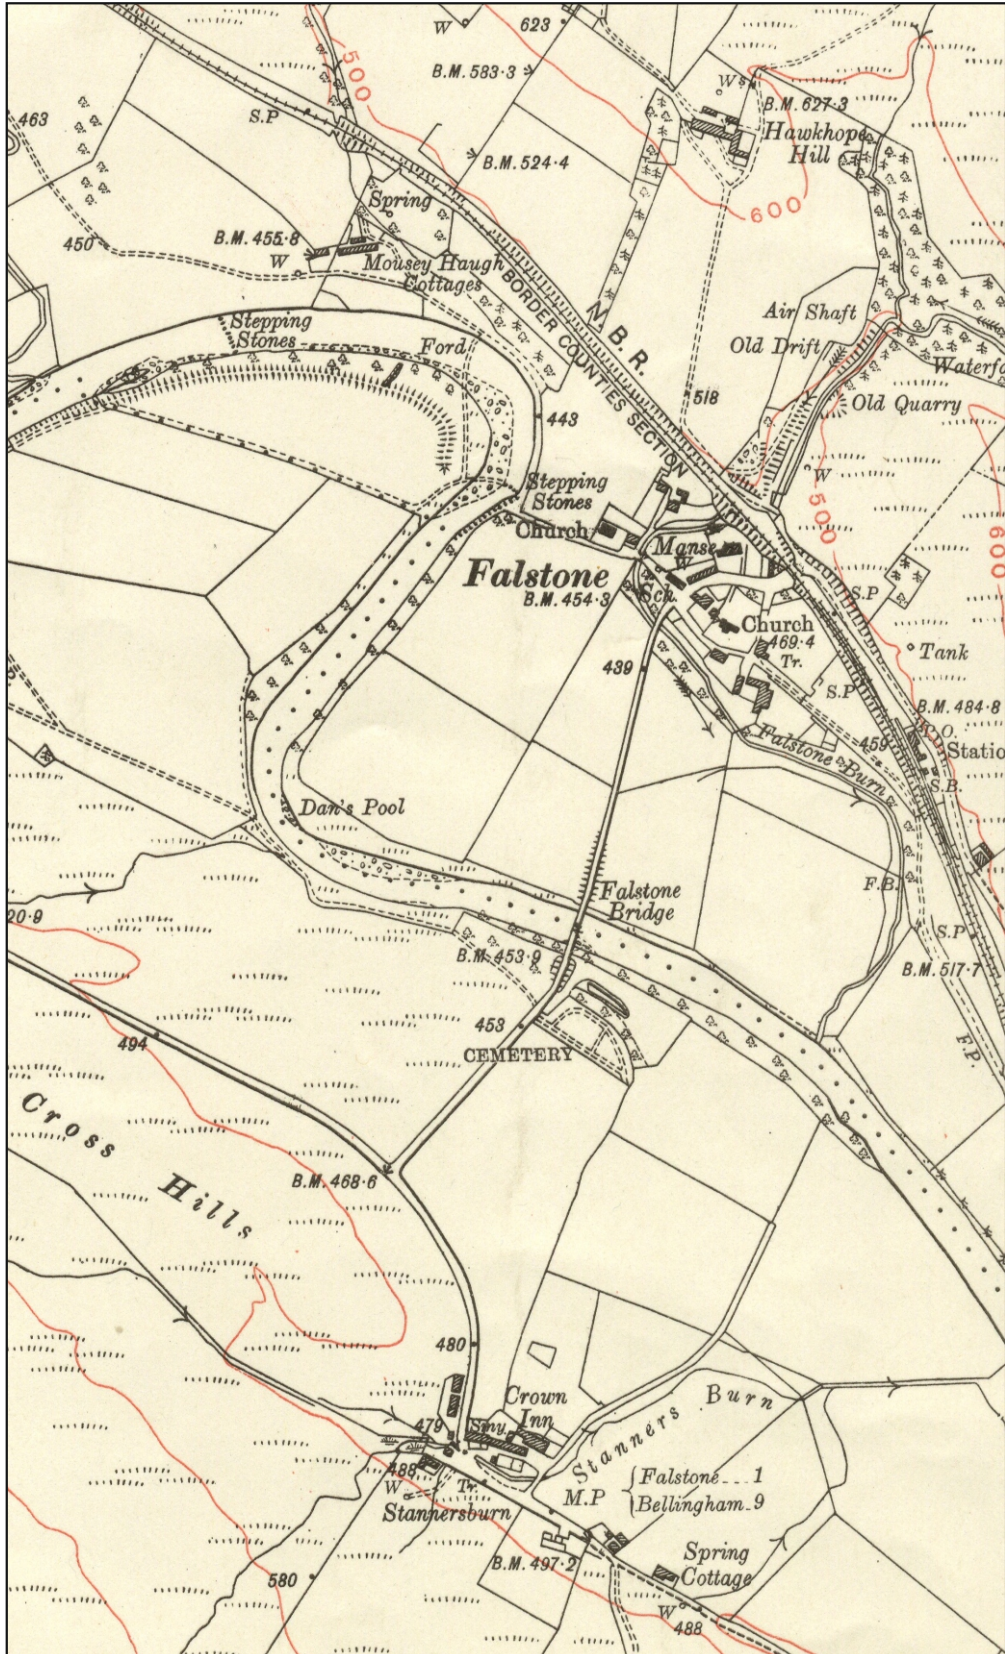 623
W
B.M. 583·3
500
W
B.M. 627·3
S.P
463
Hawkhope
Hill
B.M. 524·4
Spring
600
450
B.M. 455·8
W
Mousey Haugh
Cottages
Air Shaft
Stepping
Stones
Ford
N. B. R.
BORDER COUNTIES SECTION
Old Drift
518
Old Quarry
443
W
500
600
Stepping
Stones
Church
Manse
W
Falstone
Sch.
B.M. 454·3
S.P
Church
469·4
Tr.
439
Tank
S.P
B.M. 484·8
459
Falstone Burn
S.B.
Dan's Pool
F.B.
Falstone
Bridge
S.P
B.M. 453·9
B.M. 517·7
453
CEMETERY
494
F.P.
Cross
Hills
B.M. 468·6
480
Crown
Inn
Smy.
479
488
Stanners Burn
W
Tr.
Stannersburn
M.P
Falstone 1
Bellingham 9
B.M. 497·2
Spring
Cottage
580
W
488